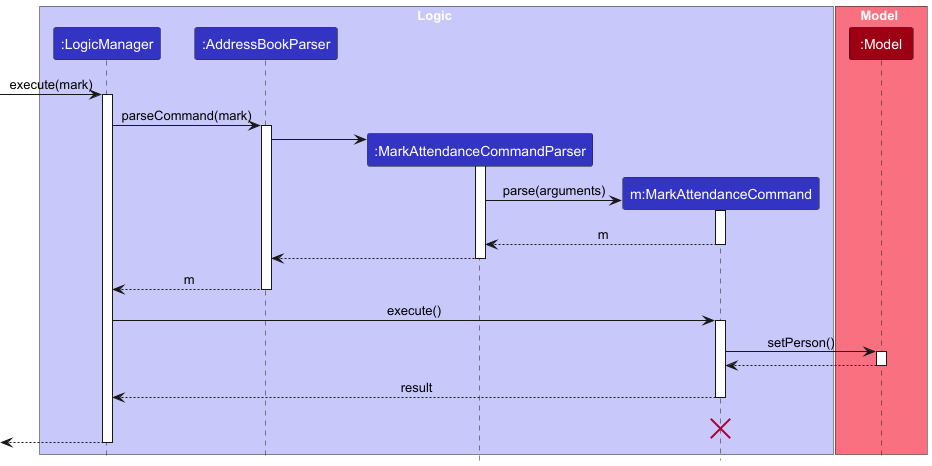 Logic
Model
:LogicManager
:AddressBookParser
:Model
execute(mark)
parseCommand(mark)
:MarkAttendanceCommandParser
parse(arguments)
m:MarkAttendanceCommand
m
m
execute()
setPerson()
result